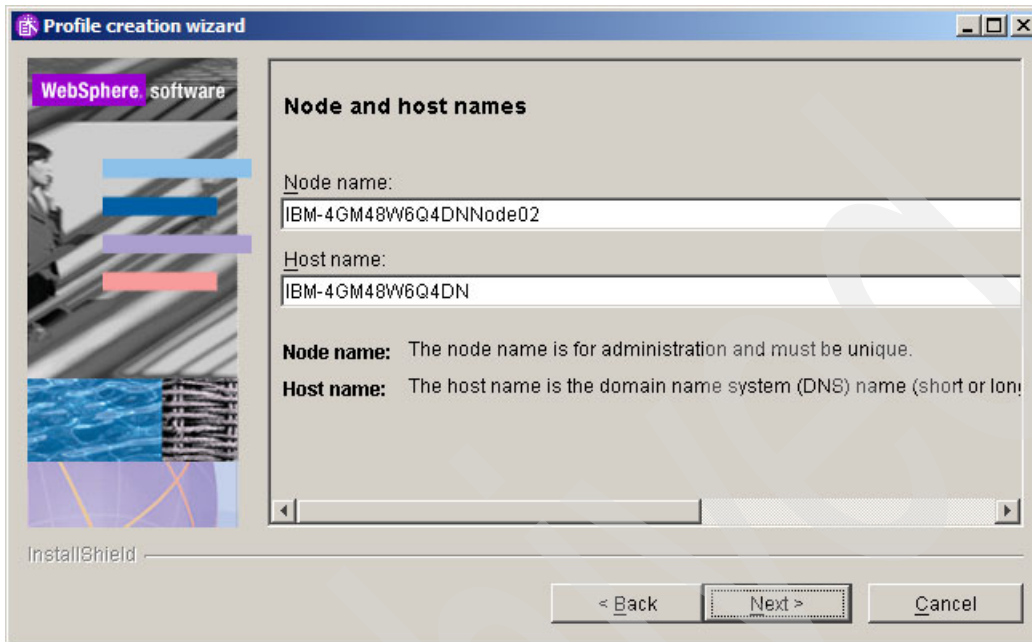 Profile creation wizard
WebSphere. software
Node and host names
Node name:
IBM-4GM48W6Q4DNNode02
Host name:
IBM-4GM48W6Q4DN
Node name: The node name is for administration and must be unique.
Host name: The host name is the domain name system (DNS) name (short or long
InstallShield
< Back Next > Cancel